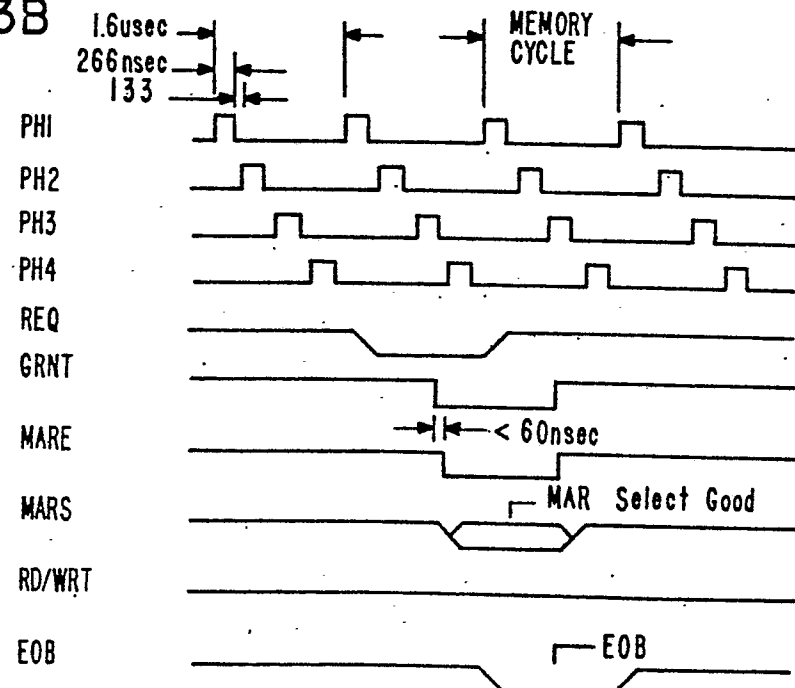 3B
1.6usec
MEMORY
CYCLE
266nsec
133
PH1
PH2
PH3
PH4
REQ
GRNT
< 60nsec
MARE
MAR Select Good
MARS
RD/WRT
EOB
EOB